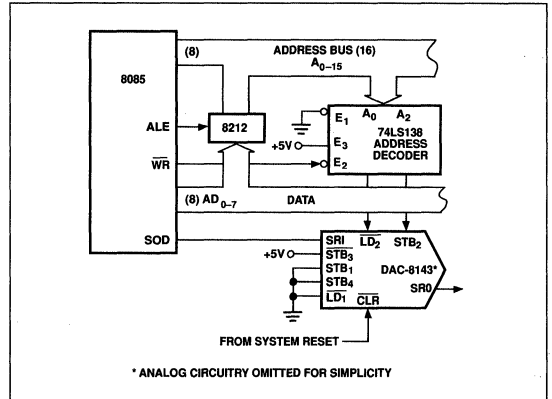 (8)
ADDRESS BUS (16)
A0–15
8085
ALE
8212
E1
A0
A2
74LS138
ADDRESS
DECODER
+5V
E3
E2
WR
(8) AD0–7
DATA
SOD
SRI
LD2
STB2
+5V
STB3
STB1
DAC-8143*
STB4
SRO
LD1
CLR
FROM SYSTEM RESET
* ANALOG CIRCUITRY OMITTED FOR SIMPLICITY